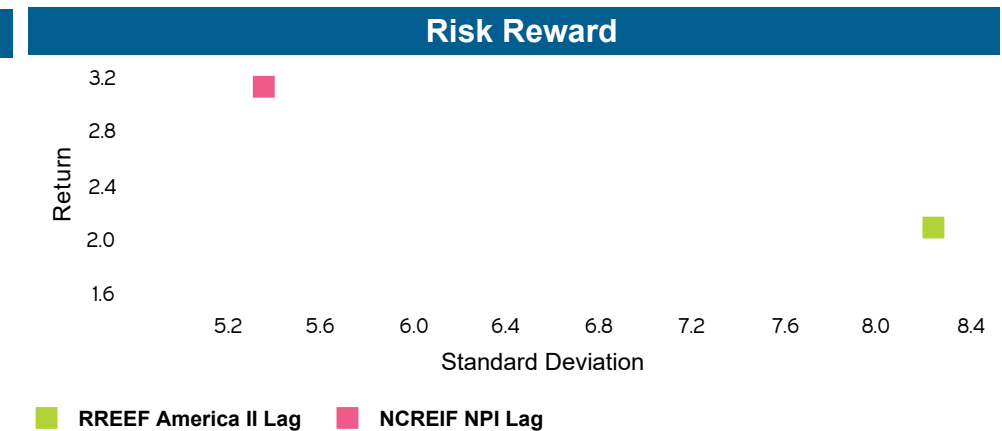 Risk Reward
3.2
2.8
2.4
2.0
1.6
Return
5.2 5.6 6.0 6.4 6.8 7.2 7.6 8.0 8.4
Standard Deviation
RREEF America II Lag NCREIF NPI Lag